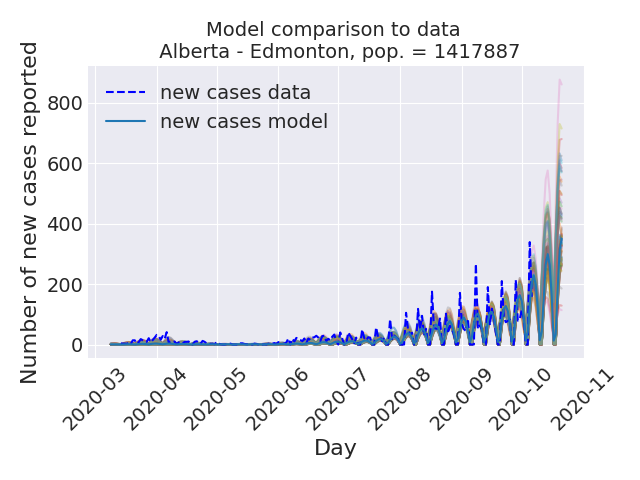 Model comparison to data
Alberta - Edmonton, pop. = 1417887
Number of new cases reported
new cases data
new cases model
800
600
400
200
0
2020-03
2020-04
2020-05
2020-06
2020-07
2020-08
2020-09
2020-10
2020-11
Day